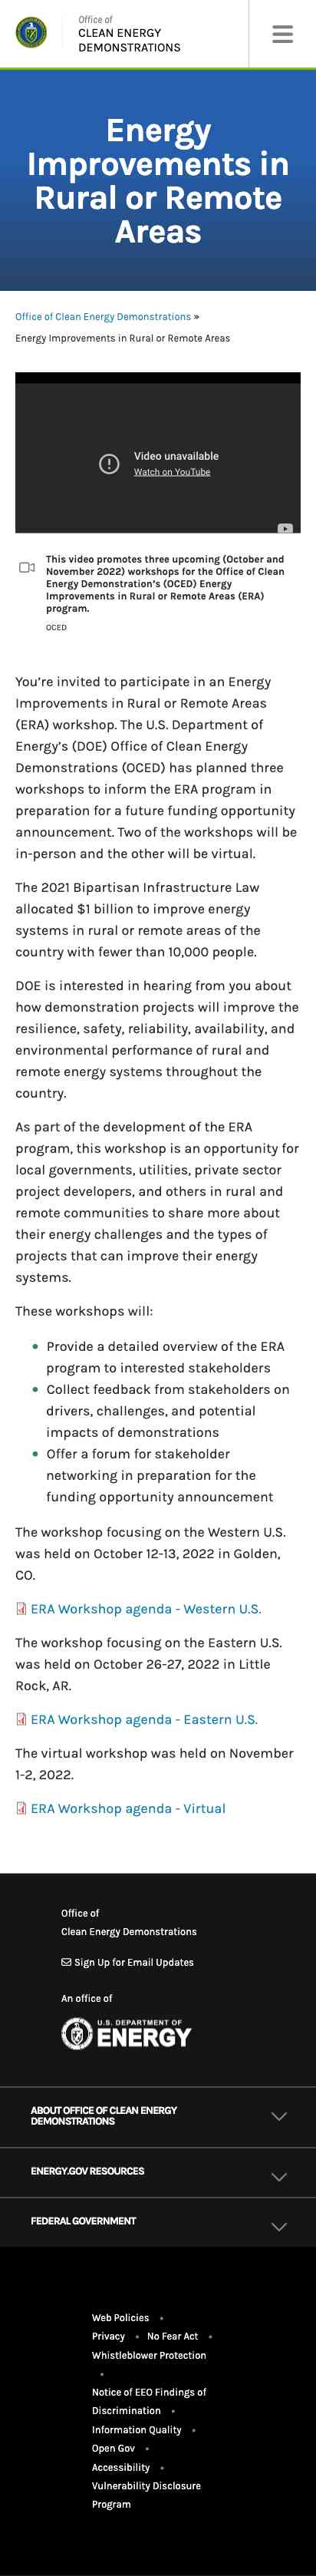 Office of
CLEAN ENERGY
DEMONSTRATIONS
Energy
Improvements in
Rural or Remote
Areas
Office of Clean Energy Demonstrations »
Energy Improvements in Rural or Remote Areas
Video unavailable
Watch on YouTube
This video promotes three upcoming (October and
November 2022) workshops for the Office of Clean
Energy Demonstration’s (OCED) Energy
Improvements in Rural or Remote Areas (ERA)
program.
OCED
You’re invited to participate in an Energy
Improvements in Rural or Remote Areas
(ERA) workshop. The U.S. Department of
Energy’s (DOE) Office of Clean Energy
Demonstrations (OCED) has planned three
workshops to inform the ERA program in
preparation for a future funding opportunity
announcement. Two of the workshops will be
in-person and the other will be virtual.
The 2021 Bipartisan Infrastructure Law
allocated $1 billion to improve energy
systems in rural or remote areas of the
country with fewer than 10,000 people.
DOE is interested in hearing from you about
how demonstration projects will improve the
resilience, safety, reliability, availability, and
environmental performance of rural and
remote energy systems throughout the
country.
As part of the development of the ERA
program, this workshop is an opportunity for
local governments, utilities, private sector
project developers, and others in rural and
remote communities to share more about
their energy challenges and the types of
projects that can improve their energy
systems.
These workshops will:
Provide a detailed overview of the ERA
program to interested stakeholders
Collect feedback from stakeholders on
drivers, challenges, and potential
impacts of demonstrations
Offer a forum for stakeholder
networking in preparation for the
funding opportunity announcement
The workshop focusing on the Western U.S.
was held on October 12-13, 2022 in Golden,
CO.
ERA Workshop agenda - Western U.S.
The workshop focusing on the Eastern U.S.
was held on October 26-27, 2022 in Little
Rock, AR.
ERA Workshop agenda - Eastern U.S.
The virtual workshop was held on November
1-2, 2022.
ERA Workshop agenda - Virtual
Office of
Clean Energy Demonstrations
Sign Up for Email Updates
An office of
U.S. DEPARTMENT OF
ENERGY
ABOUT OFFICE OF CLEAN ENERGY
DEMONSTRATIONS
ENERGY.GOV RESOURCES
FEDERAL GOVERNMENT
Web Policies •
Privacy • No Fear Act •
Whistleblower Protection
•
Notice of EEO Findings of
Discrimination •
Information Quality •
Open Gov •
Accessibility •
Vulnerability Disclosure
Program